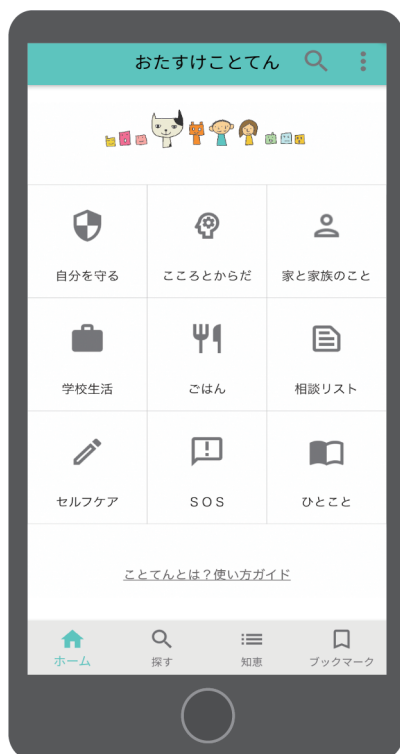 おたすけことてん
自分を守る
こころとからだ
家と家族のこと
学校生活
ごはん
相談リスト
セルフケア
SOS
ひとこと
ことてんとは？使い方ガイド
ホーム
探す
知恵
ブックマーク